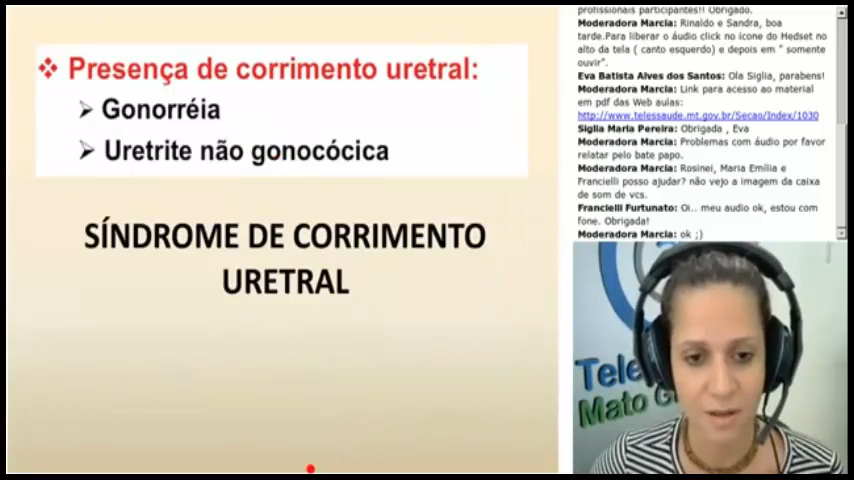 ❖ Presença de corrimento uretral:
➢ Gonorréia
➢ Uretrite não gonocócica
SÍNDROME DE CORRIMENTO
URETRAL
profissionais participantes!! Obrigado.
Moderadora Marcia: Rinaldo e Sandra, boa
tarde.Para liberar o áudio click no ícone do Hedset no
alto da tela ( canto esquerdo) e depois em " somente
ouvir".
Eva Batista Alves dos Santos: Ola Siglia, parabens!
Moderadora Marcia: Link para acesso ao material
em pdf das Web aulas:
http://www.telessaude.mt.gov.br/Secao/Index/1030
Siglia Maria Pereira: Obrigada , Eva
Moderadora Marcia: Problemas com áudio por favor
relatar pelo bate papo.
Moderadora Marcia: Rosinei, Maria Emília e
Francielli posso ajudar? não vejo a imagem da caixa
de som de vcs.
Francielli Furtunato: Oi.. meu audio ok, estou com
fone. Obrigada!
Moderadora Marcia: ok ;)
Tele
Mato G